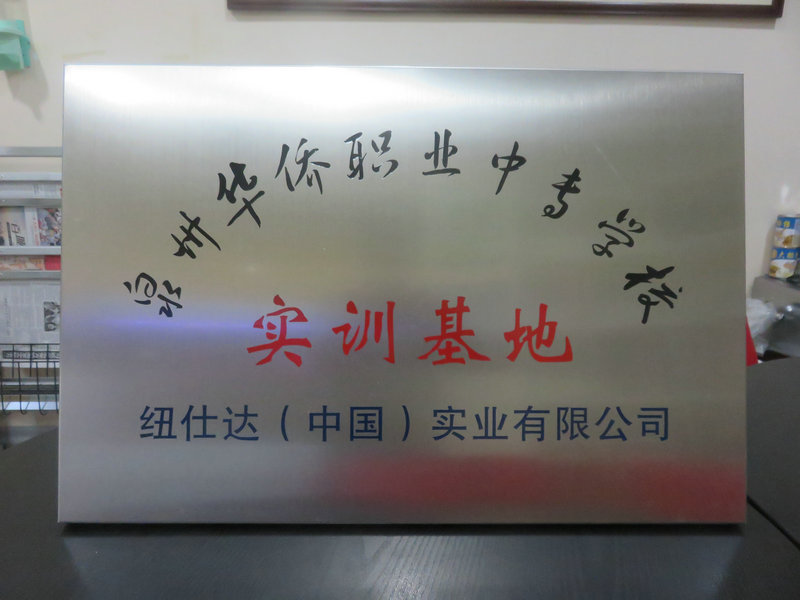 泉州华侨职业中专学校
实训基地
纽仕达（中国）实业有限公司